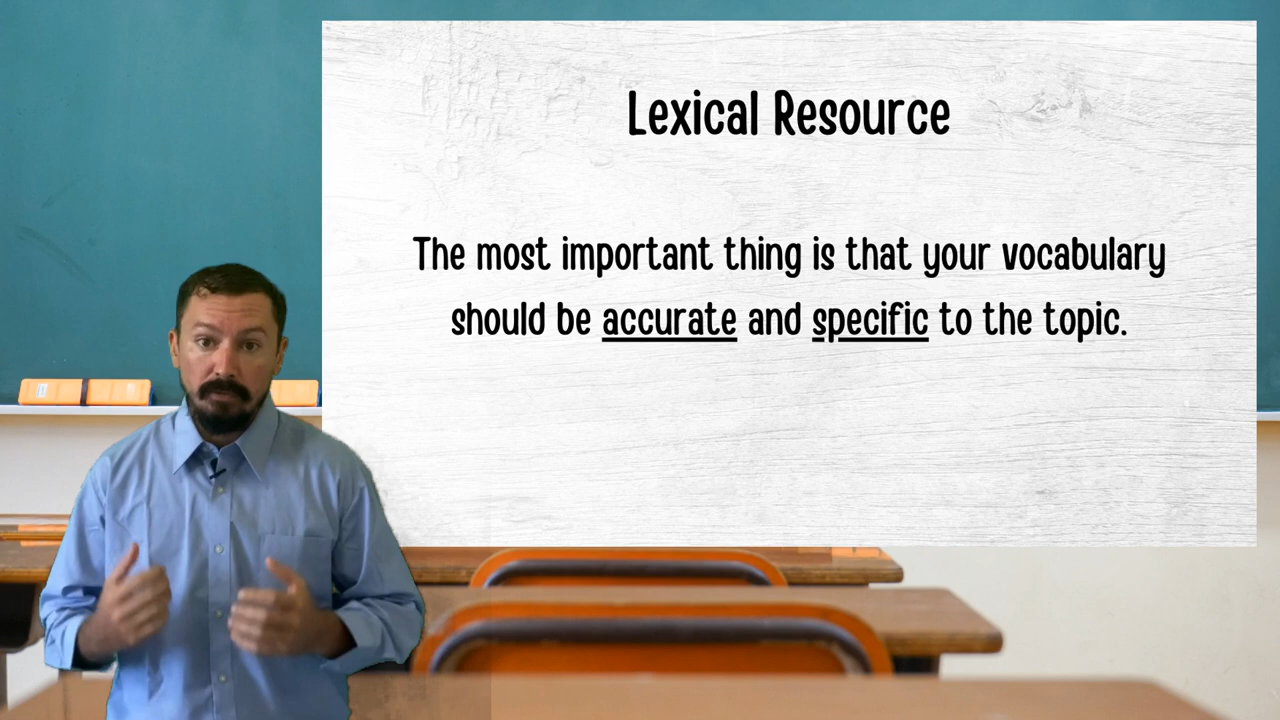 Lexical Resource
The most important thing is that your vocabulary
should be accurate and specific to the topic.